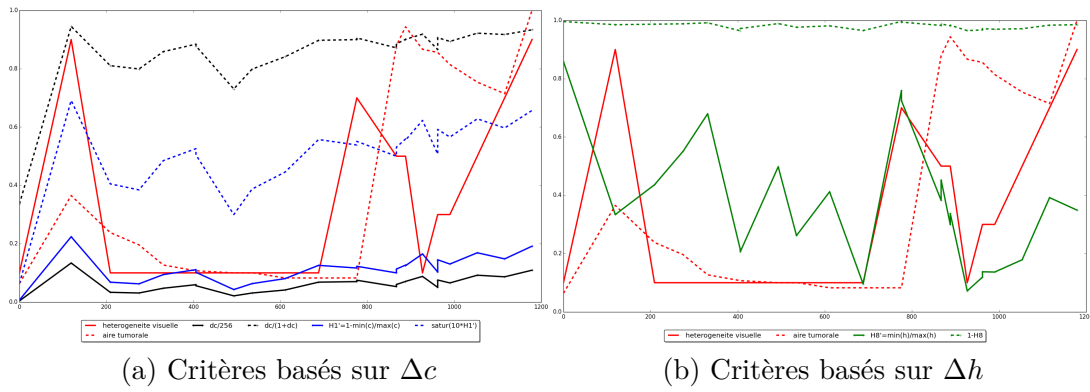 1.0
0.8
0.6
0.4
0.2
0.0
0 200 400 600 800 1000 1200
heterogeneite visuelle dc/256 dc/(1+dc) H1'=1-min(c)/max(c) satur(10*H1')
aire tumorale
(a) Critères basés sur Δc
1.0
0.8
0.6
0.4
0.2
0.0
0 200 400 600 800 1000 1200
heterogeneite visuelle aire tumorale H8'=min(h)/max(h) 1-H8
(b) Critères basés sur Δh